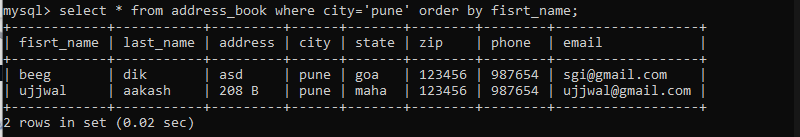 mysql> select * from address_book where city='pune' order by fisrt_name;
+------------+-----------+---------+------+-------+--------+--------+------------------+
| fisrt_name | last_name | address | city | state | zip    | phone  | email            |
+------------+-----------+---------+------+-------+--------+--------+------------------+
| beeg       | dik       | asd     | pune | goa   | 123456 | 987654 | sgi@gmail.com    |
| ujjwal     | aakash    | 208 B   | pune | maha  | 123456 | 987654 | ujjwal@gmail.com |
+------------+-----------+---------+------+-------+--------+--------+------------------+
2 rows in set (0.02 sec)